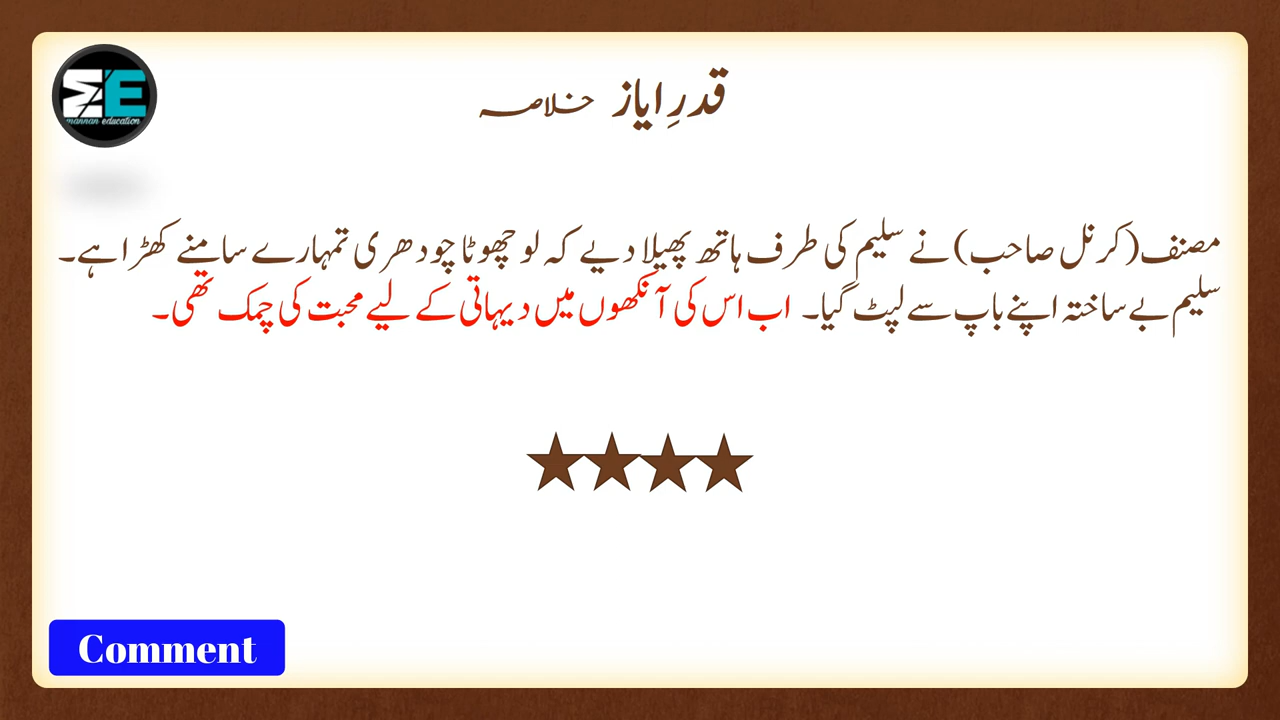 mannan education
قدرِ ایاز خلاصہ
مصنف(کرنل صاحب) نے سلیم کی طرف ہاتھ پھیلا دیے کہ لو چھوٹا چودھری تمہارے سامنے کھڑا ہے۔
سلیم بے ساختہ اپنے باپ سے لپٹ گیا۔ اب اس کی آنکھوں میں دیہاتی کے لیے محبت کی چمک تھی۔
Comment